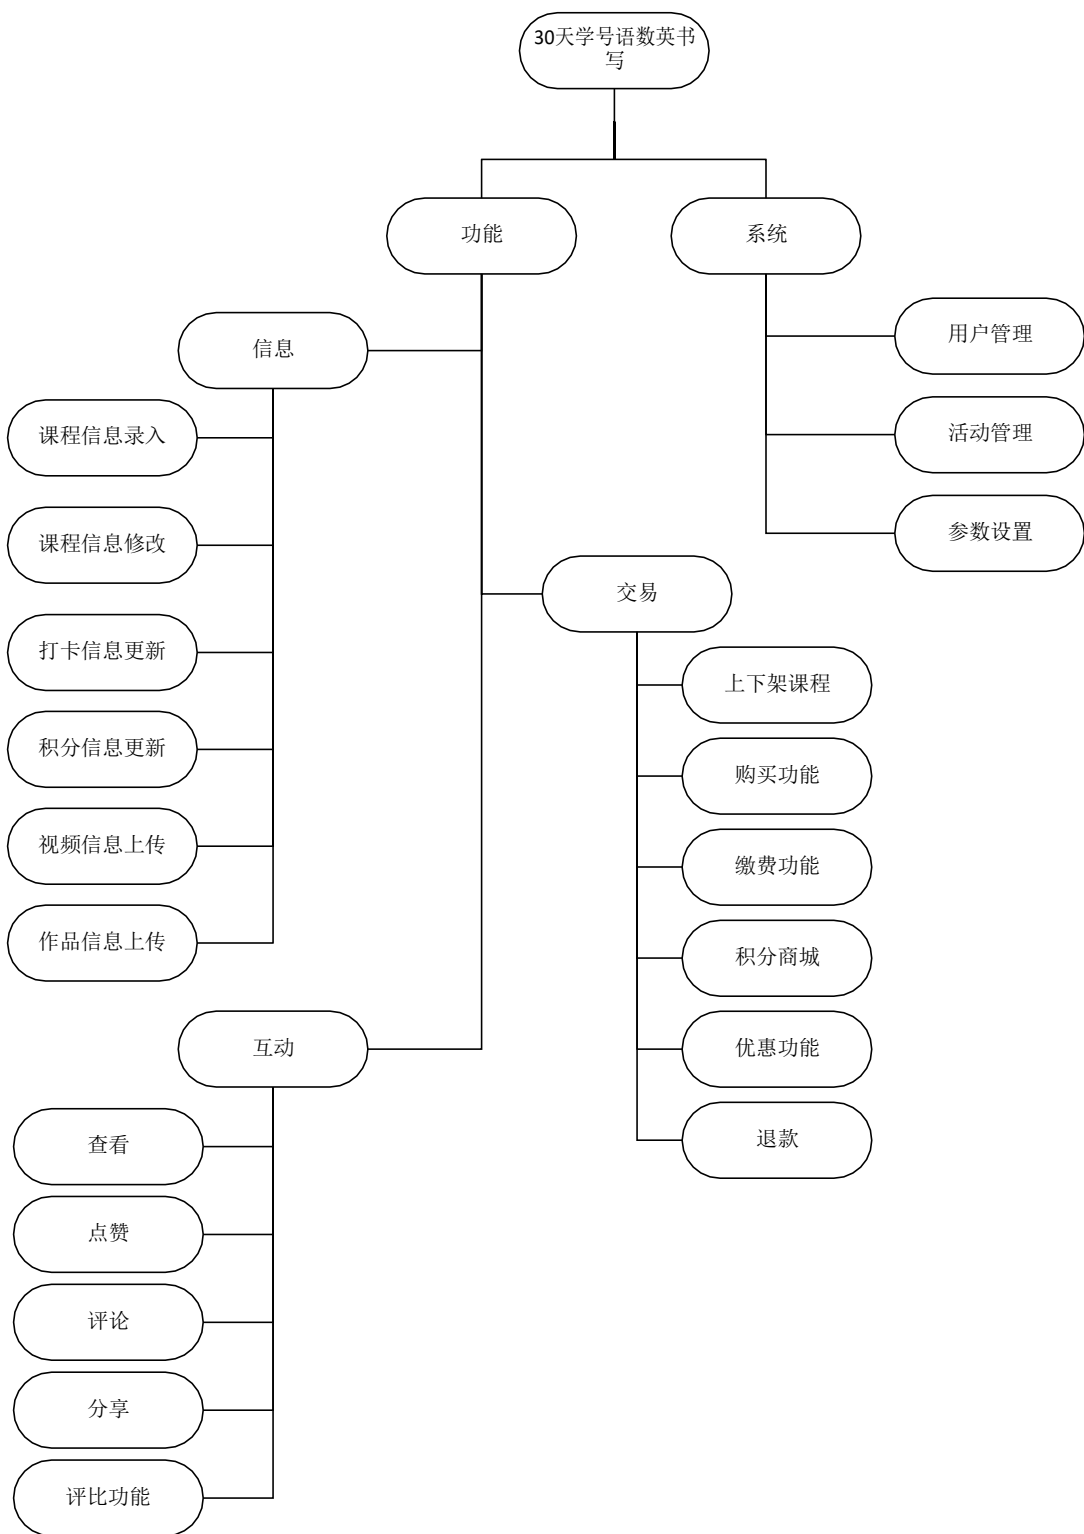 30天学号语数英书
写
功能
系统
信息
用户管理
课程信息录入
活动管理
课程信息修改
参数设置
交易
打卡信息更新
上下架课程
积分信息更新
购买功能
视频信息上传
缴费功能
作品信息上传
积分商城
互动
优惠功能
查看
退款
点赞
评论
分享
评比功能